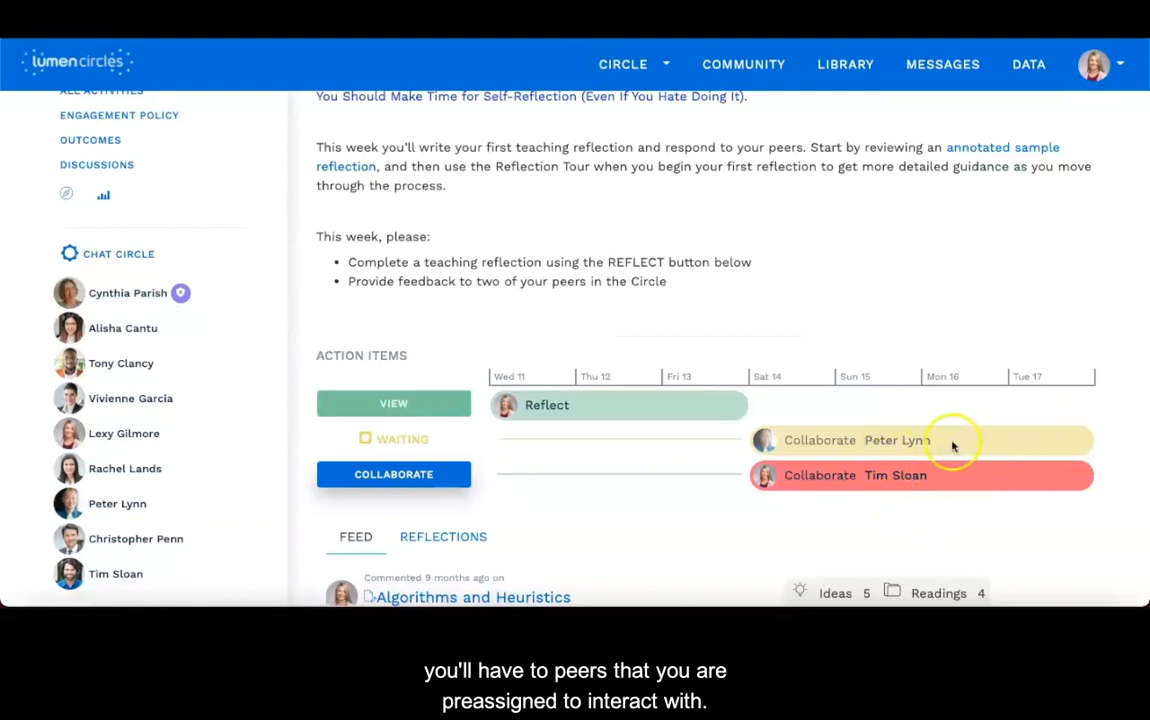 lumencircles
CIRCLE COMMUNITY LIBRARY MESSAGES DATA
ALL ACTIVITIES
ENGAGEMENT POLICY
OUTCOMES
DISCUSSIONS
CHAT CIRCLE
Cynthia Parish
Alisha Cantu
Tony Clancy
Vivienne Garcia
Lexy Gilmore
Rachel Lands
Peter Lynn
Christopher Penn
Tim Sloan
You Should Make Time for Self-Reflection (Even If You Hate Doing It).
This week you'll write your first teaching reflection and respond to your peers. Start by reviewing an annotated sample
reflection, and then use the Reflection Tour when you begin your first reflection to get more detailed guidance as you move
through the process.
This week, please:
• Complete a teaching reflection using the REFLECT button below
• Provide feedback to two of your peers in the Circle
ACTION ITEMS
Wed 11 Thu 12 Fri 13 Sat 14 Sun 15 Mon 16 Tue 17
VIEW Reflect
WAITING Collaborate Peter Lynn
COLLABORATE Collaborate Tim Sloan
FEED REFLECTIONS
Commented 9 months ago on
Algorithms and Heuristics
Ideas 5 Readings 4
you'll have to peers that you are
preassigned to interact with.